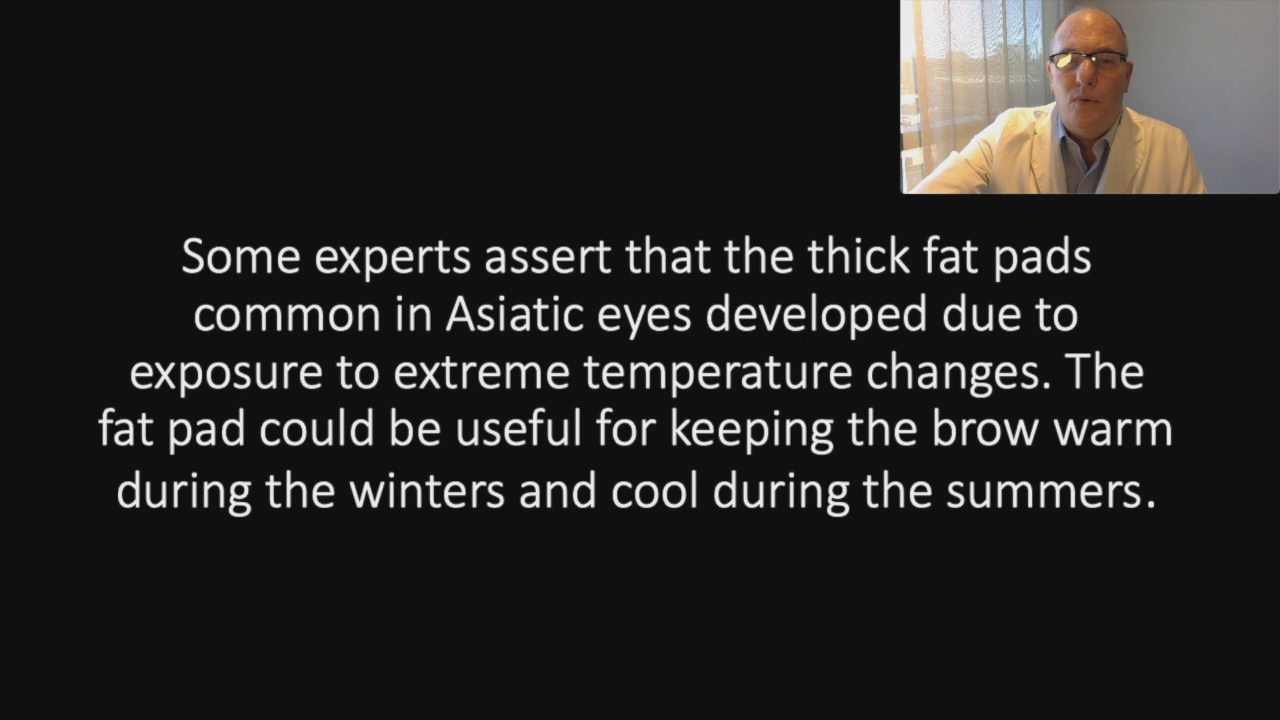 Some experts assert that the thick fat pads
common in Asiatic eyes developed due to
exposure to extreme temperature changes. The
fat pad could be useful for keeping the brow warm
during the winters and cool during the summers.